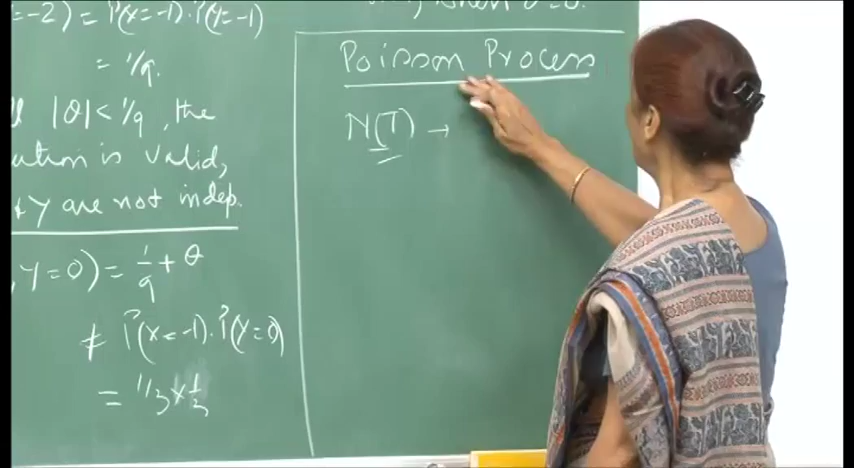 =-2) = P(x=-1).P(Y=-1)
= 1/9.
|θ| < 1/9, the
is valid,
Y are not indep.
, Y=0) = 1/9 + θ
≠ P(x=-1).P(Y=0)
= 1/3 x 1/3
when
Poisson Process
N(T) →